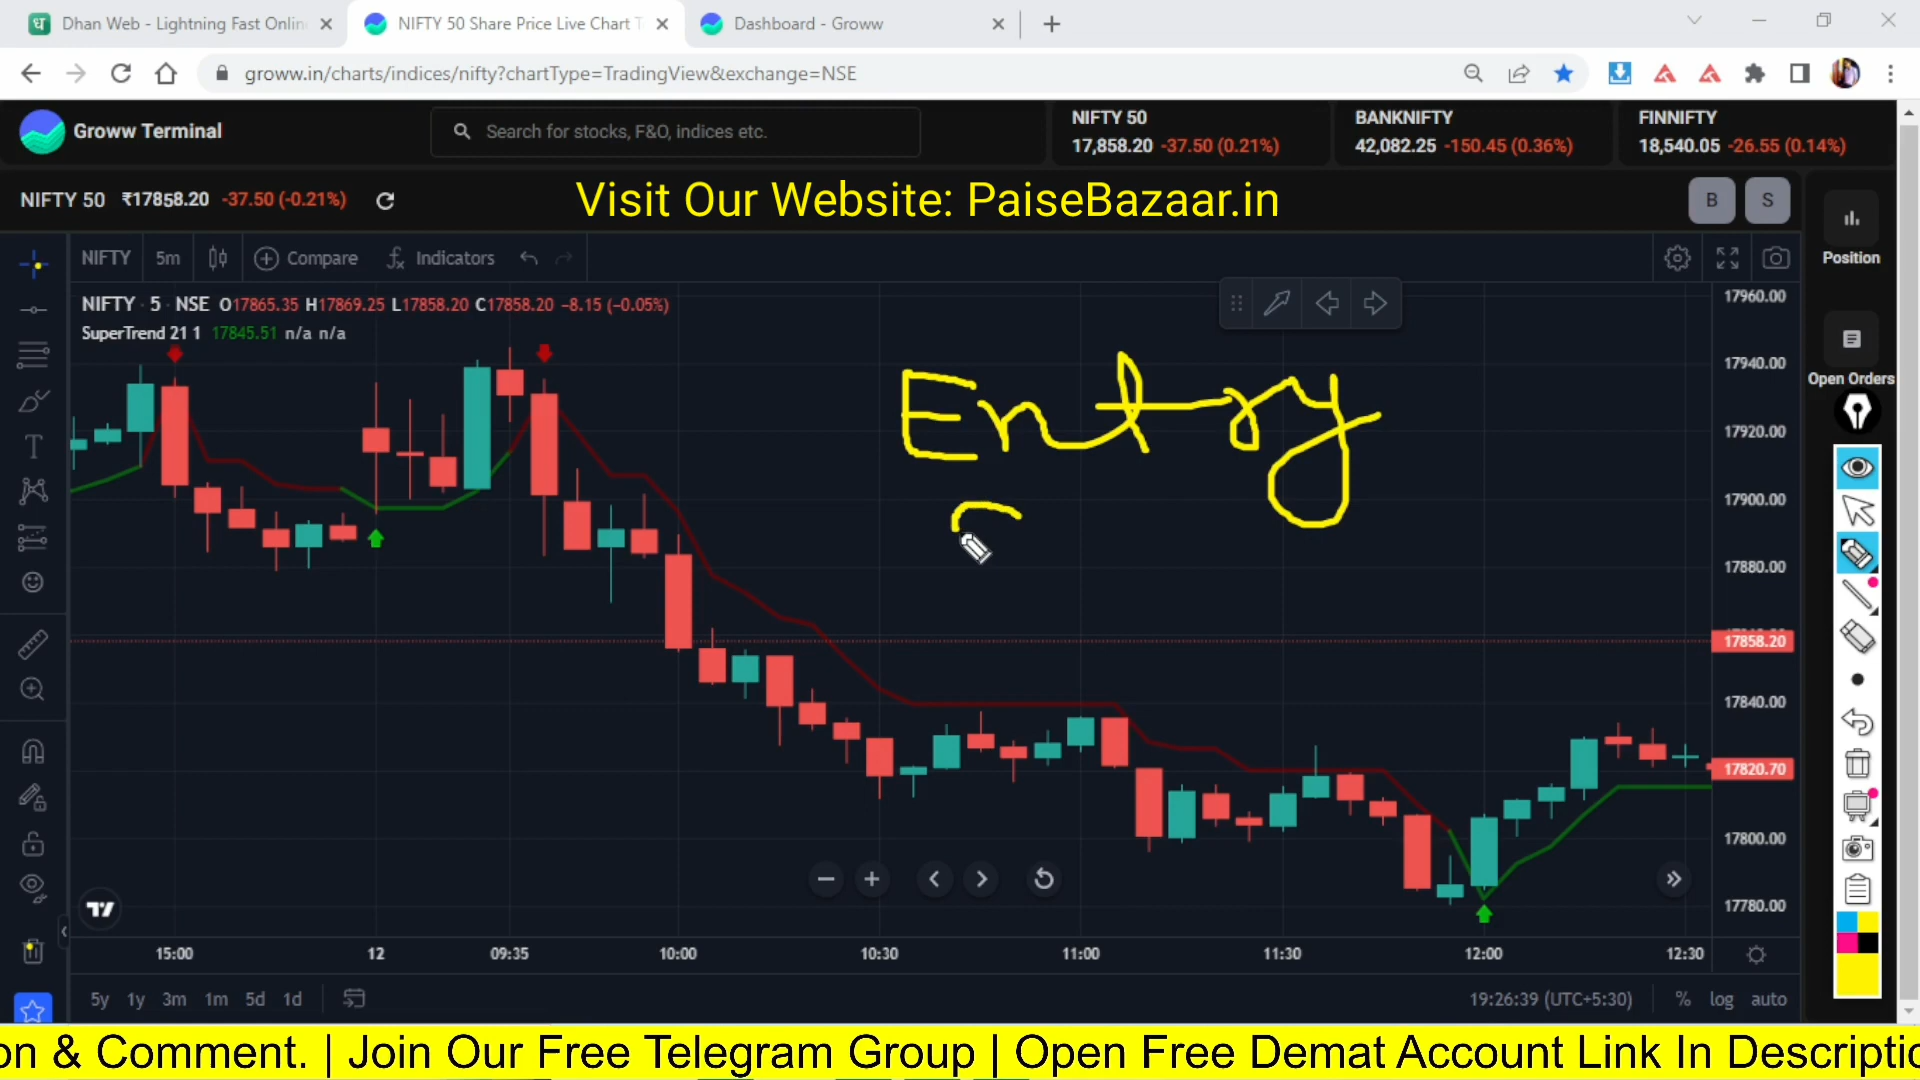 Dhan Web - Lightning Fast Onlin
NIFTY 50 Share Price Live Chart T
Dashboard - Groww
groww.in/charts/indices/nifty?chartType=TradingView&exchange=NSE
Groww Terminal
Search for stocks, F&O, indices etc.
NIFTY 50
17,858.20 -37.50 (0.21%)
BANKNIFTY
42,082.25 -150.45 (0.36%)
FINNIFTY
18,540.05 -26.55 (0.14%)
NIFTY 50 ₹17858.20 -37.50 (-0.21%)
Visit Our Website: PaiseBazaar.in
B S
Position
NIFTY 5m Compare Indicators
NIFTY · 5 · NSE O17865.35 H17869.25 L17858.20 C17858.20 −8.15 (−0.05%)
SuperTrend 21 1 17845.51 n/a n/a
Open Orders
Entry
17960.00
17940.00
17920.00
17900.00
17880.00
17858.20
17840.00
17820.70
17800.00
17780.00
15:00 12 09:35 10:00 10:30 11:00 11:30 12:00 12:30
5y 1y 3m 1m 5d 1d
19:26:39 (UTC+5:30) % log auto
on & Comment. | Join Our Free Telegram Group | Open Free Demat Account Link In Descriptio